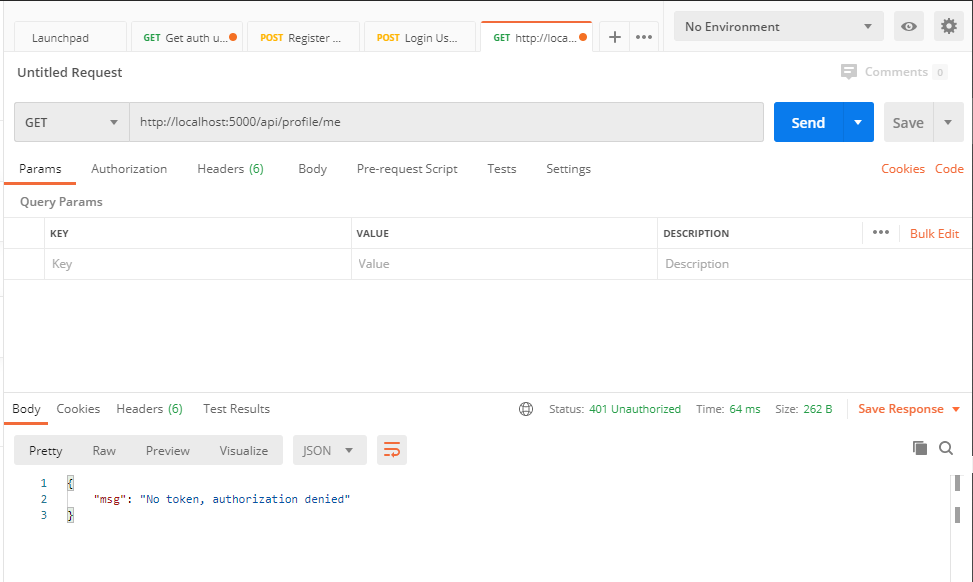 Launchpad
GET Get auth u...
POST Register ...
POST Login Us...
GET http://loca...
No Environment
Untitled Request
Comments 0
GET
http://localhost:5000/api/profile/me
Send
Save
Params
Authorization
Headers (6)
Body
Pre-request Script
Tests
Settings
Cookies
Code
Query Params
KEY
VALUE
DESCRIPTION
Bulk Edit
Key
Value
Description
Body
Cookies
Headers (6)
Test Results
Status: 401 Unauthorized
Time: 64 ms
Size: 262 B
Save Response
Pretty
Raw
Preview
Visualize
JSON
1 {
2 "msg": "No token, authorization denied"
3 }